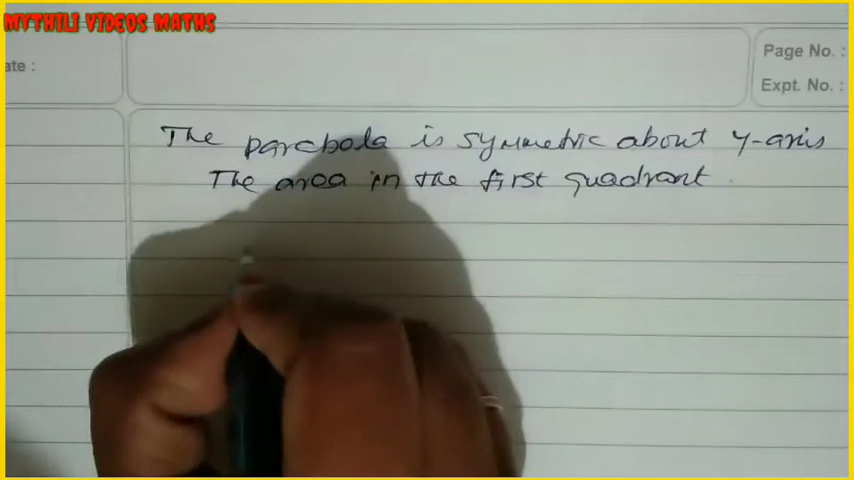 MYTHILI VIDEOS MATHS
ate :
Page No. :
Expt. No. :
The parabola is symmetric about y-axis
The area in the first quadrant